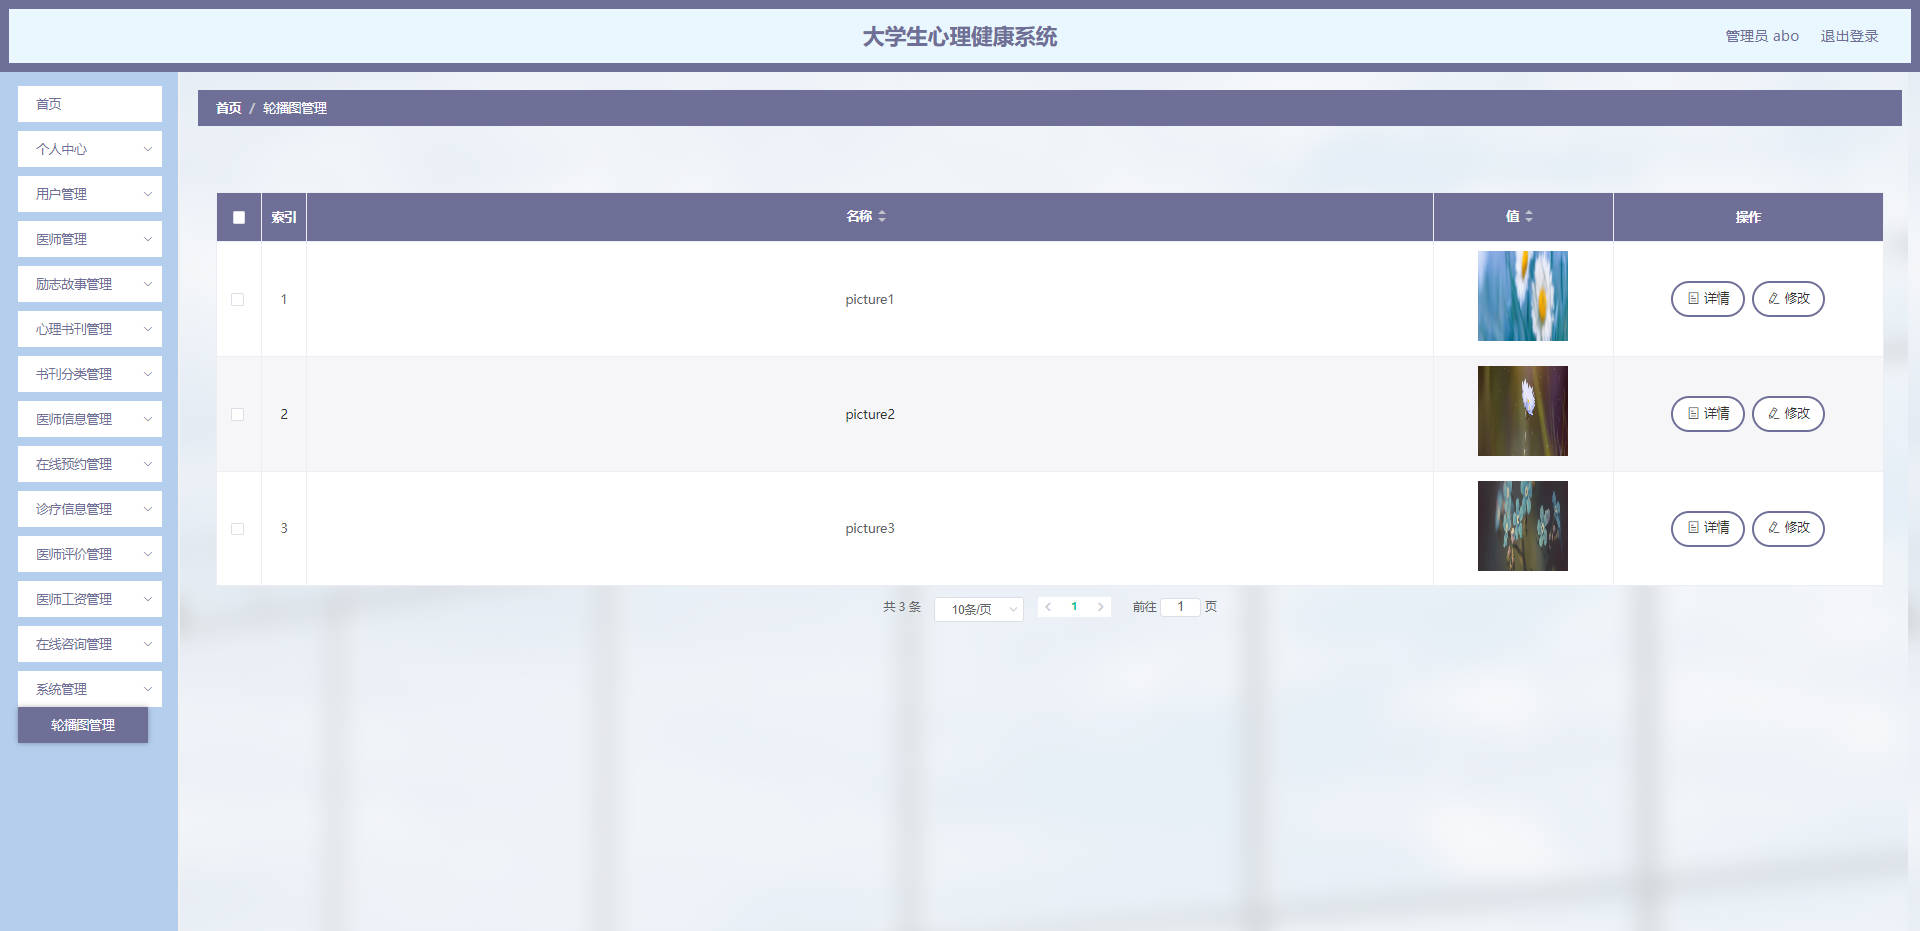 大学生心理健康系统
管理员 abo
退出登录
首页
个人中心
用户管理
医师管理
励志故事管理
心理书刊管理
书刊分类管理
医师信息管理
在线预约管理
诊疗信息管理
医师评价管理
医师工资管理
在线咨询管理
系统管理
轮播图管理
首页 / 轮播图管理
索引 名称 值 操作
1 picture1 详情 修改
2 picture2 详情 修改
3 picture3 详情 修改
共 3 条 10条/页 1 前往 1 页